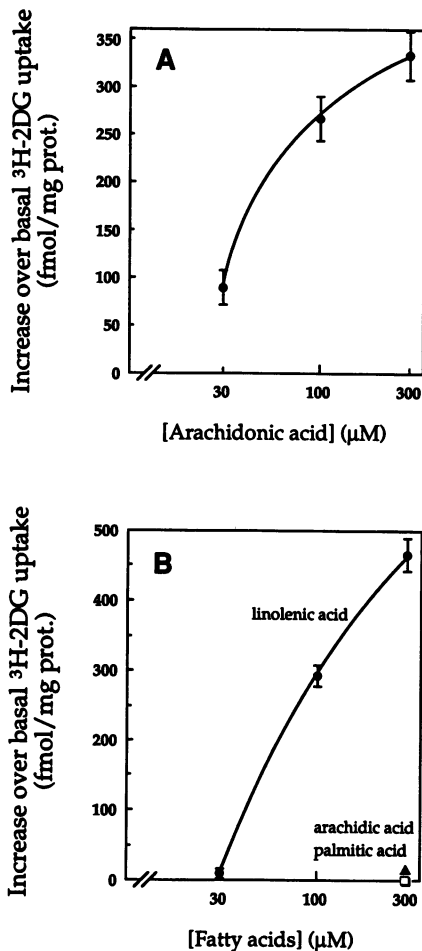 A
Increase over basal ³H-2DG uptake
(fmol/mg prot.)
350
300
250
200
150
100
50
0
30
100
300
[Arachidonic acid] (µM)
B
Increase over basal ³H-2DG uptake
(fmol/mg prot.)
500
400
300
200
100
0
linolenic acid
arachidic acid
palmitic acid
30
100
300
[Fatty acids] (µM)